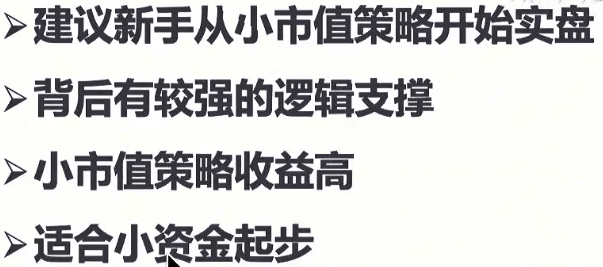 ➢建议新手从小市值策略开始实盘
➢背后有较强的逻辑支撑
➢小市值策略收益高
➢适合小资金起步